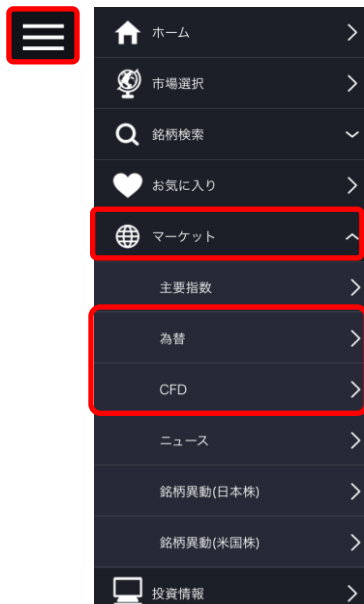 ホーム
市場選択
銘柄検索
お気に入り
マーケット
主要指数
為替
CFD
ニュース
銘柄異動(日本株)
銘柄異動(米国株)
投資情報